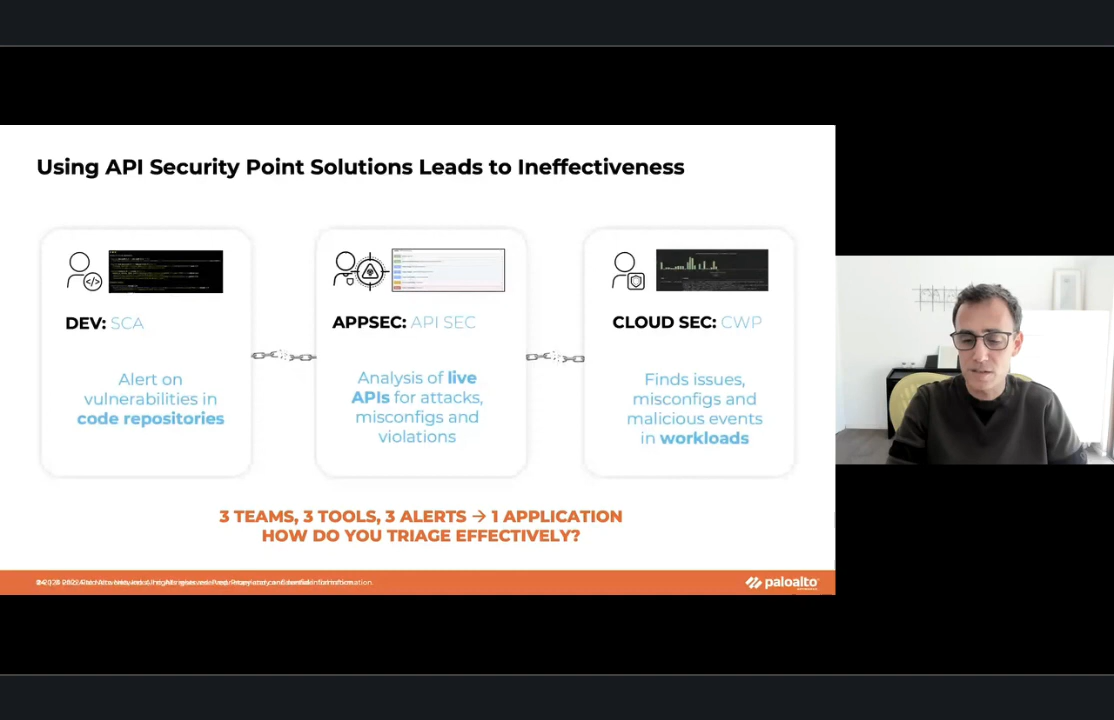 Using API Security Point Solutions Leads to Ineffectiveness
DEV: SCA
Alert on
vulnerabilities in
code repositories
APPSEC: API SEC
Analysis of live
APIs for attacks,
misconfigs and
violations
CLOUD SEC: CWP
Finds issues,
misconfigs and
malicious events
in workloads
3 TEAMS, 3 TOOLS, 3 ALERTS → 1 APPLICATION
HOW DO YOU TRIAGE EFFECTIVELY?
paloalto